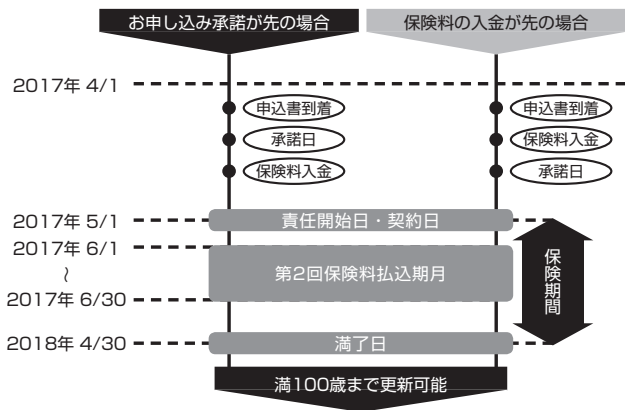 お申し込み承諾が先の場合
保険料の入金が先の場合
2017年 4/1
申込書到着
申込書到着
承諾日
保険料入金
保険料入金
承諾日
2017年 5/1
責任開始日・契約日
2017年 6/1
~
2017年 6/30
第2回保険料払込期月
保険期間
2018年 4/30
満了日
満100歳まで更新可能